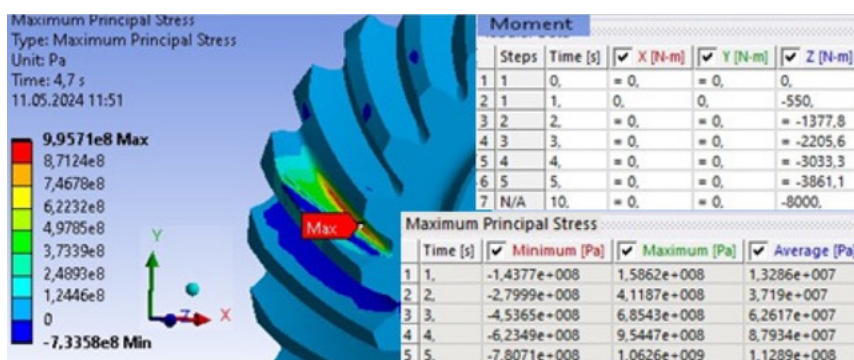 Maximum Principal Stress
Type: Maximum Principal Stress
Unit: Pa
Time: 4,7 s
11.05.2024 11:51
9,9571e8 Max
8,7124e8
7,4678e8
6,2232e8
4,9785e8
3,7339e8
2,4893e8
1,2446e8
0
-7,3358e8 Min
Y
Z
X
Max
Moment
Steps Time [s] X [N·m] Y [N·m] Z [N·m]
1 1 0, = 0, = 0, 0,
2 1 1, 0, 0, -550,
3 2 2, = 0, = 0, = -1377,8
4 3 3, = 0, = 0, = -2205,6
5 4 4, = 0, = 0, = -3033,3
6 5 5, = 0, = 0, = -3861,1
7 N/A 10, = 0, = 0, -8000,
Maximum Principal Stress
Time [s] Minimum [Pa] Maximum [Pa] Average [Pa
1 1, -1,4377e+008 1,5862e+008 1,3286e+007
2 2, -2,7999e+008 4,1187e+008 3,719e+007
3 3, -4,5365e+008 6,8543e+008 6,2617e+007
4 4, -6,2349e+008 9,5447e+008 8,7934e+007
5 5, -7,8071e+008 1,0626e+009 1,1289e+008